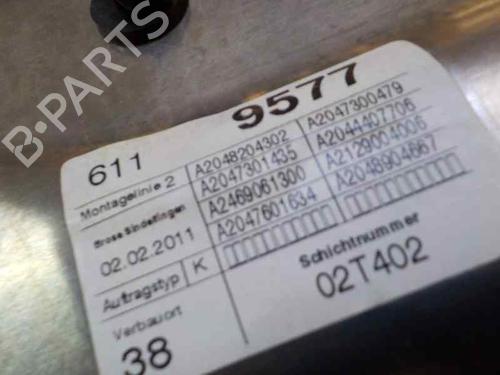 B-PARTS
9577
611
Montagelinie 2
Brose Sindelfingen
02.02.2011
Auftragstyp K
Verbauort
38
A2048204302 A2047300479
A2047301435 A2044407706
A2469061300 A2129004006
A2047601634 A2048904667
Schichtnummer
02T402